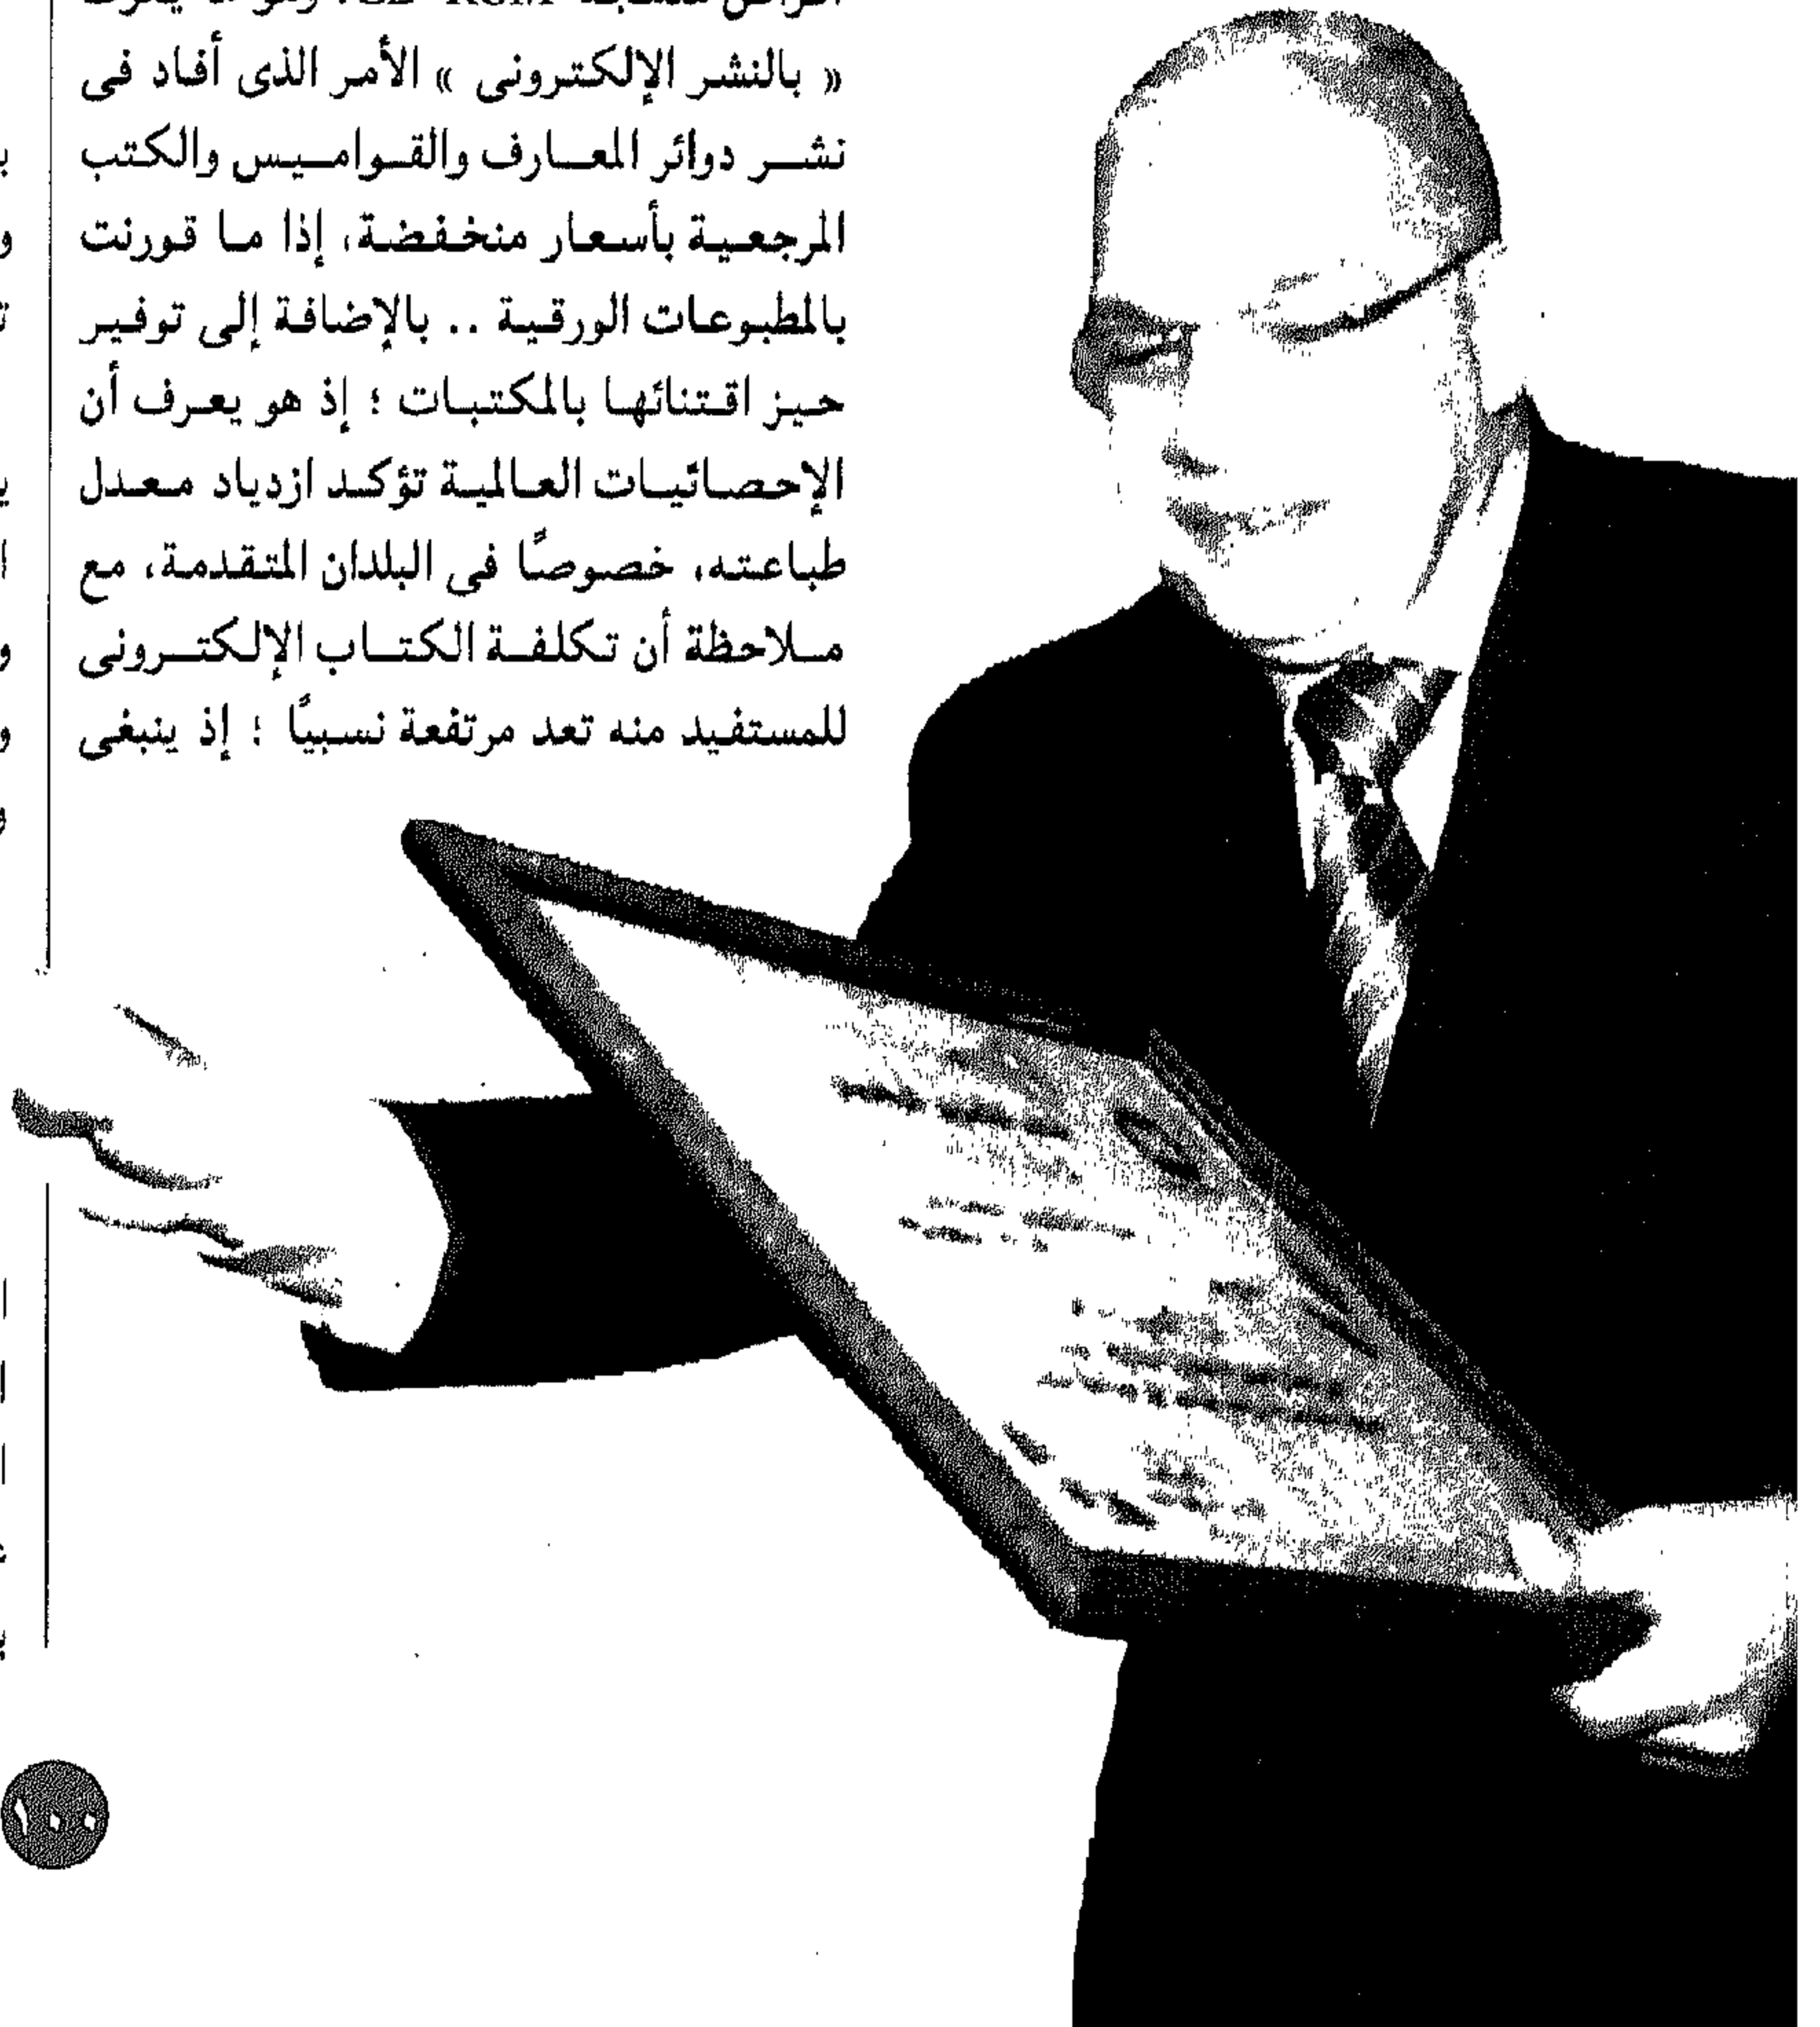 « بالنشر الإلكترونى » الأمر الذى أفاد فى
نشر دوائر المعارف والقواميس والكتب
المرجعية بأسعار منخفضة، إذا ما قورنت
بالمطبوعات الورقية .. بالإضافة إلى توفير
حيز اقتنائها بالمكتبات ؛ إذ هو يعرف أن
الإحصائيات العالمية تؤكد ازدياد معدل
طباعته، خصوصًا فى البلدان المتقدمة، مع
ملاحظة أن تكلفة الكتاب الإلكترونى
للمستفيد منه تعد مرتفعة نسبيًا ؛ إذ ينبغى
١٠٠